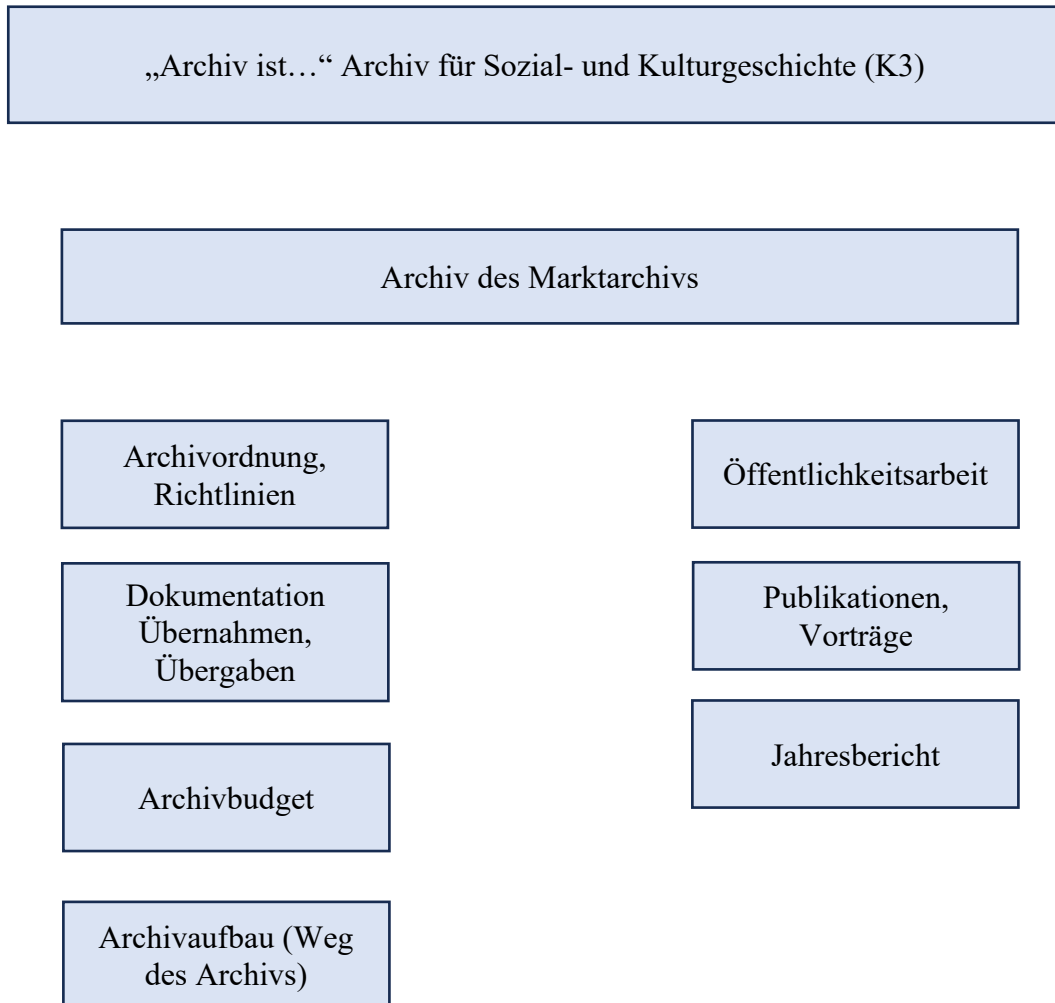 „Archiv ist…“ Archiv für Sozial- und Kulturgeschichte (K3)
Archiv des Marktarchivs
Archivordnung,
Richtlinien
Dokumentation
Übernahmen,
Übergaben
Archivbudget
Archivaufbau (Weg
des Archivs)
Öffentlichkeitsarbeit
Publikationen,
Vorträge
Jahresbericht